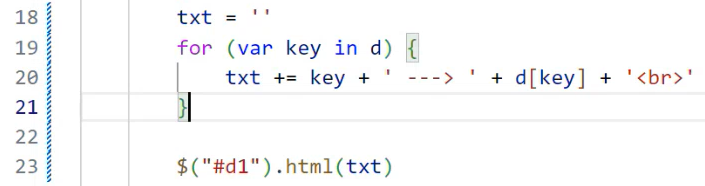 18 txt = ''
19 for (var key in d) {
20 txt += key + ' ---> ' + d[key] + '<br>'
21 }
22
23 $("#d1").html(txt)